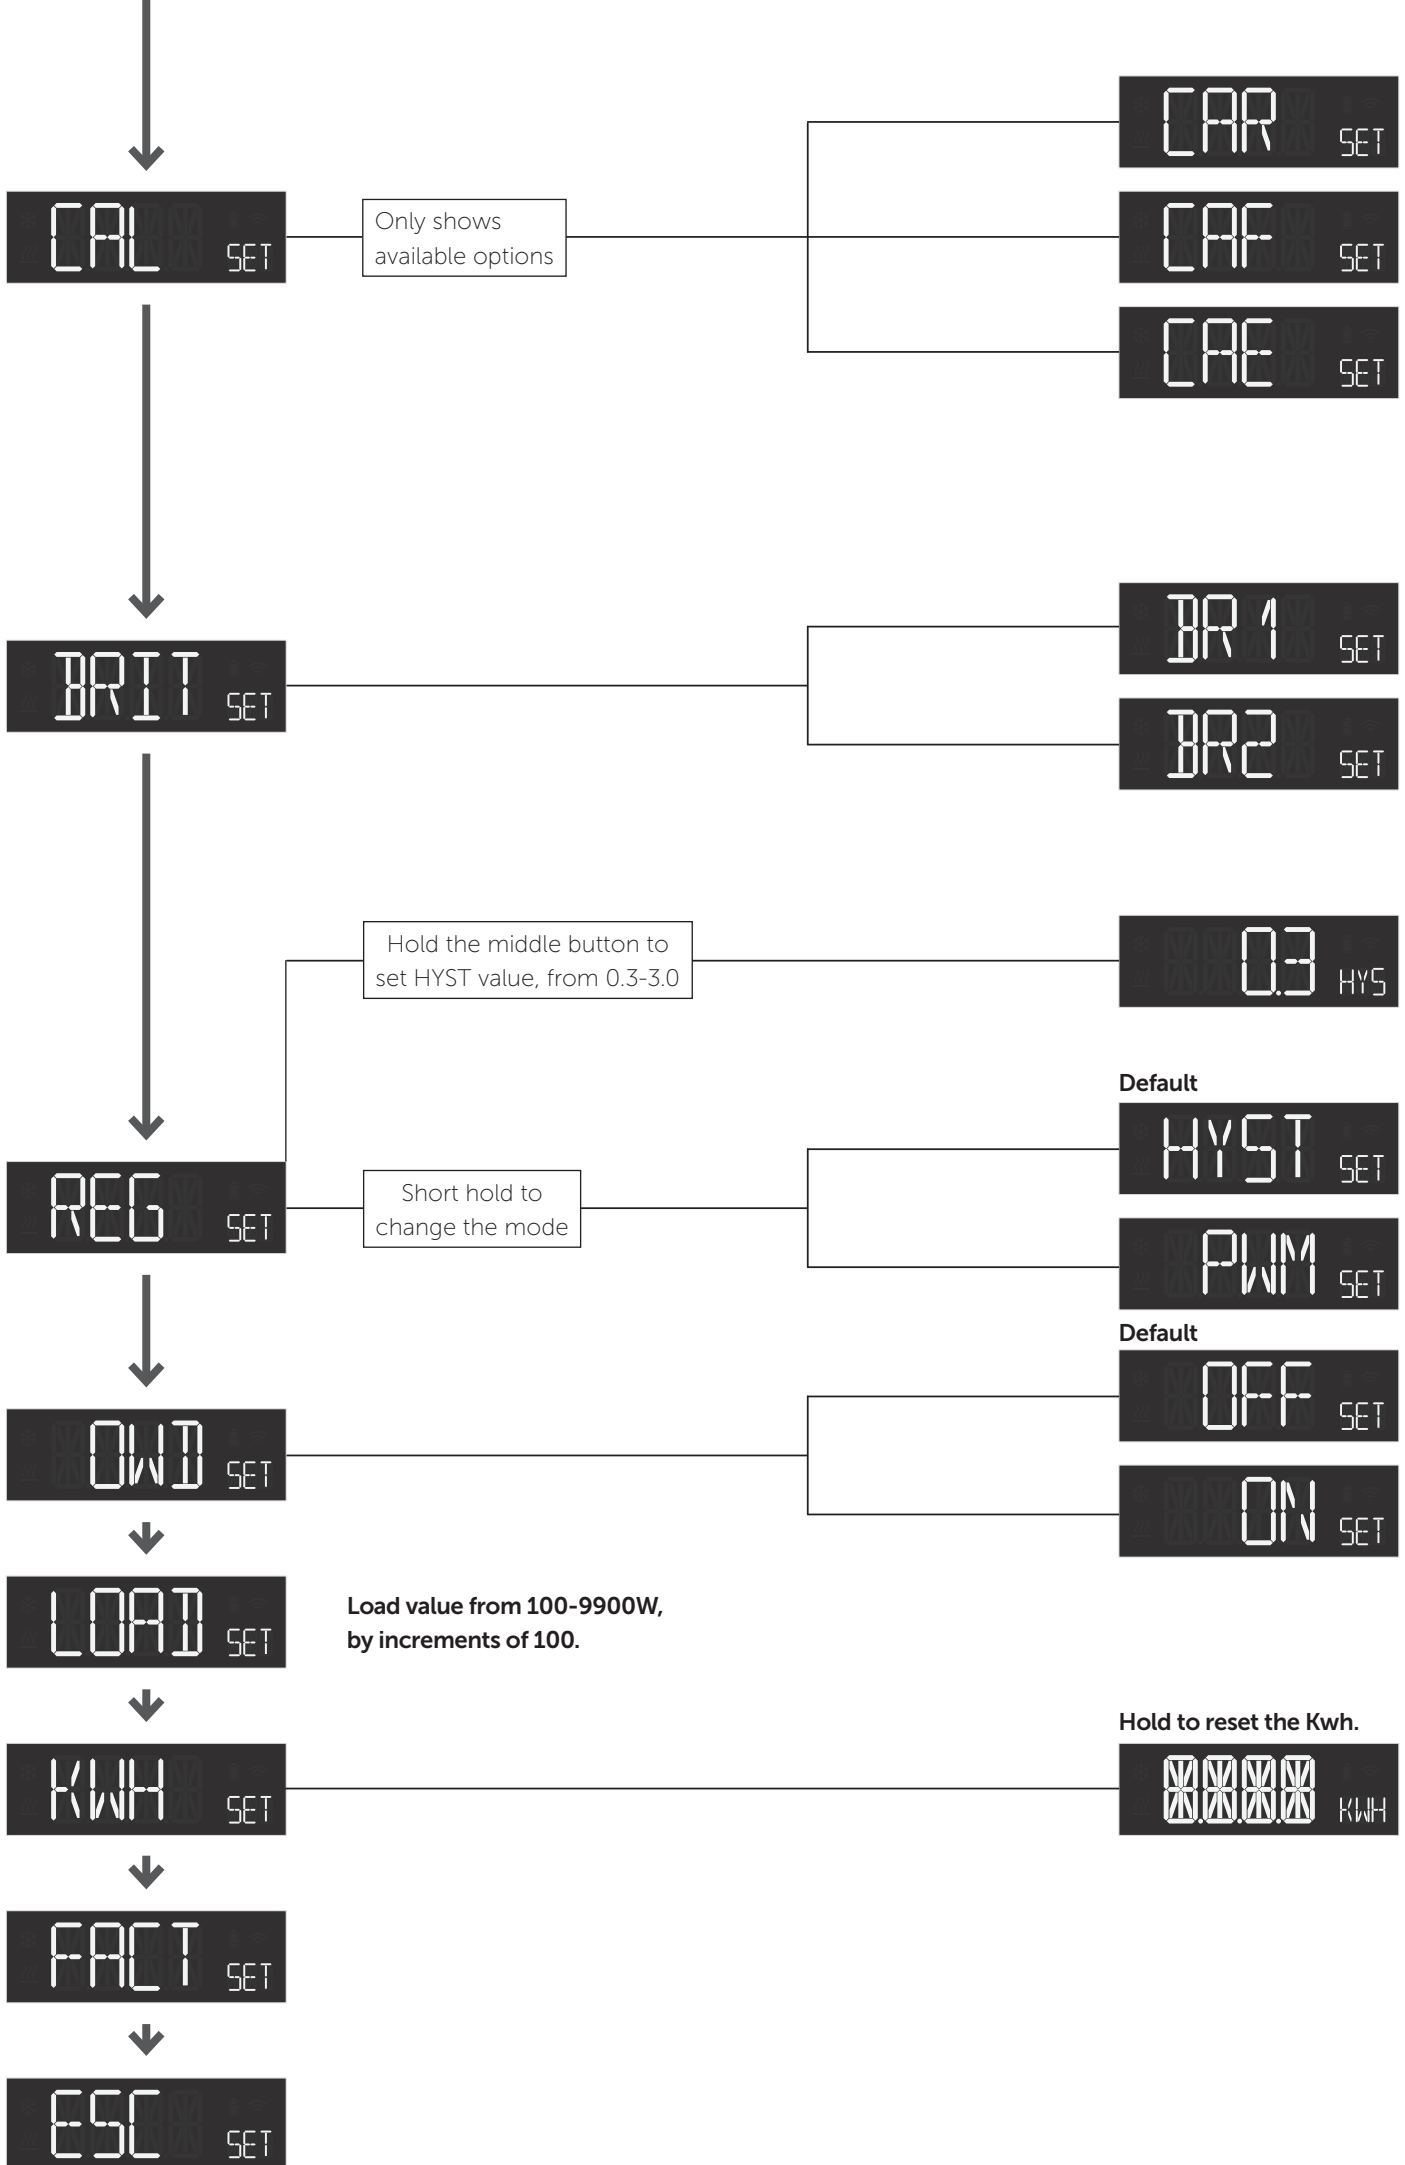 CAR SET
CAL SET
Only shows
available options
CAF SET
CAE SET
BR1 SET
BRIT SET
BR2 SET
Hold the middle button to
set HYST value, from 0.3-3.0
0.3 HYS
Default
HYST SET
REG SET
Short hold to
change the mode
PWM SET
Default
OFF SET
OWD SET
ON SET
LOAD SET
Load value from 100-9900W,
by increments of 100.
Hold to reset the Kwh.
KWH SET
KWH
FACT SET
ESC SET